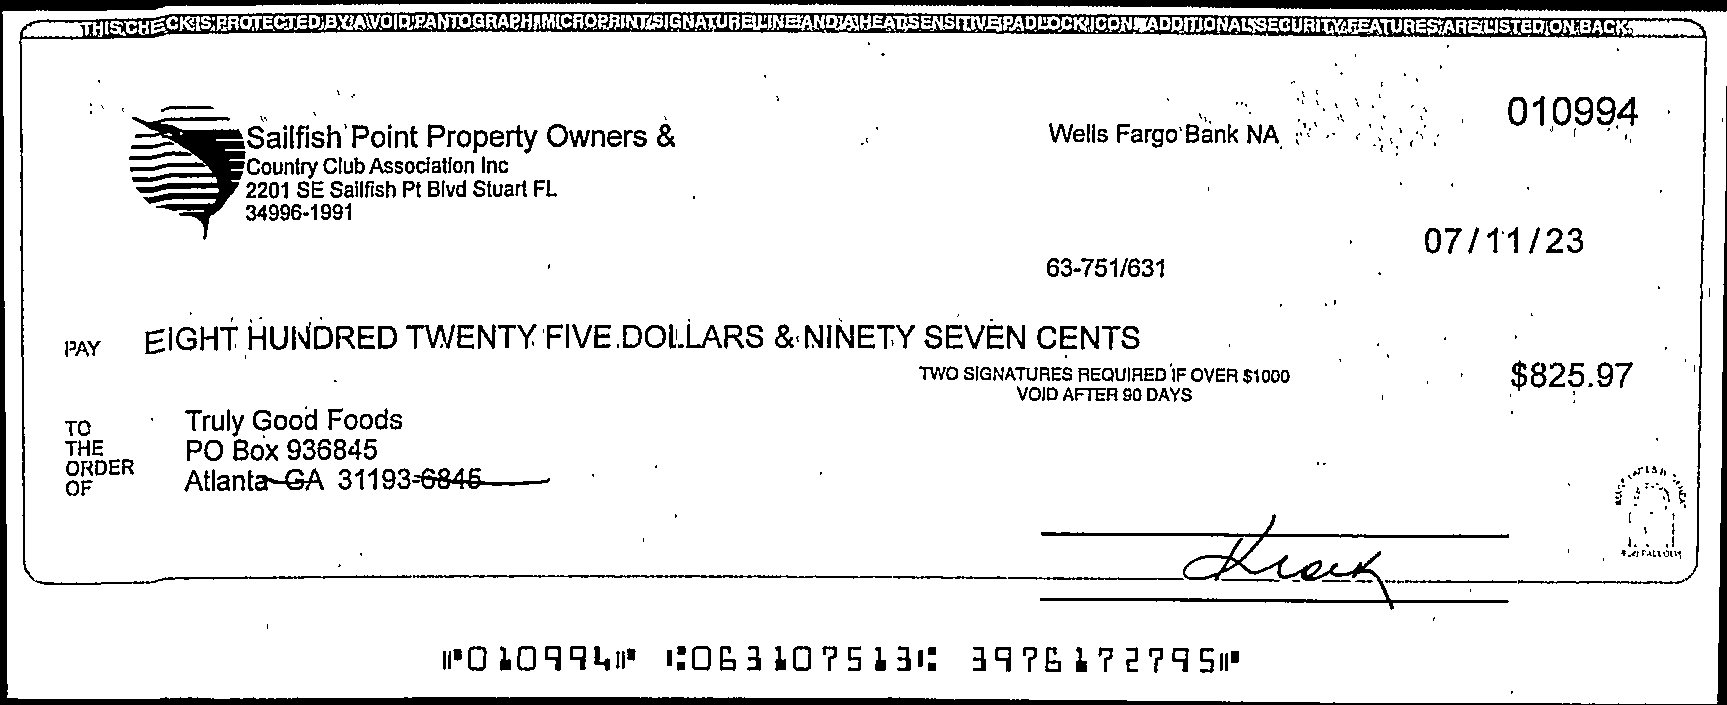 THIS CHECK IS PROTECTED BY A VOID PANTOGRAPH, MICROPRINT SIGNATURE LINE AND A HEAT SENSITIVE PADLOCK ICON. ADDITIONAL SECURITY FEATURES ARE LISTED ON BACK.
Sailfish Point Property Owners &
Country Club Association Inc
2201 SE Sailfish Pt Blvd Stuart FL
34996-1991
Wells Fargo Bank NA
010994
07/11/23
63-751/631
PAY EIGHT HUNDRED TWENTY FIVE DOLLARS & NINETY SEVEN CENTS
TWO SIGNATURES REQUIRED IF OVER $1000
VOID AFTER 90 DAYS
$825.97
TO
THE
ORDER
OF
Truly Good Foods
PO Box 936845
Atlanta GA 31193-6845
⑈010994⑈ ⑆063107513⑆ 3976172795⑈